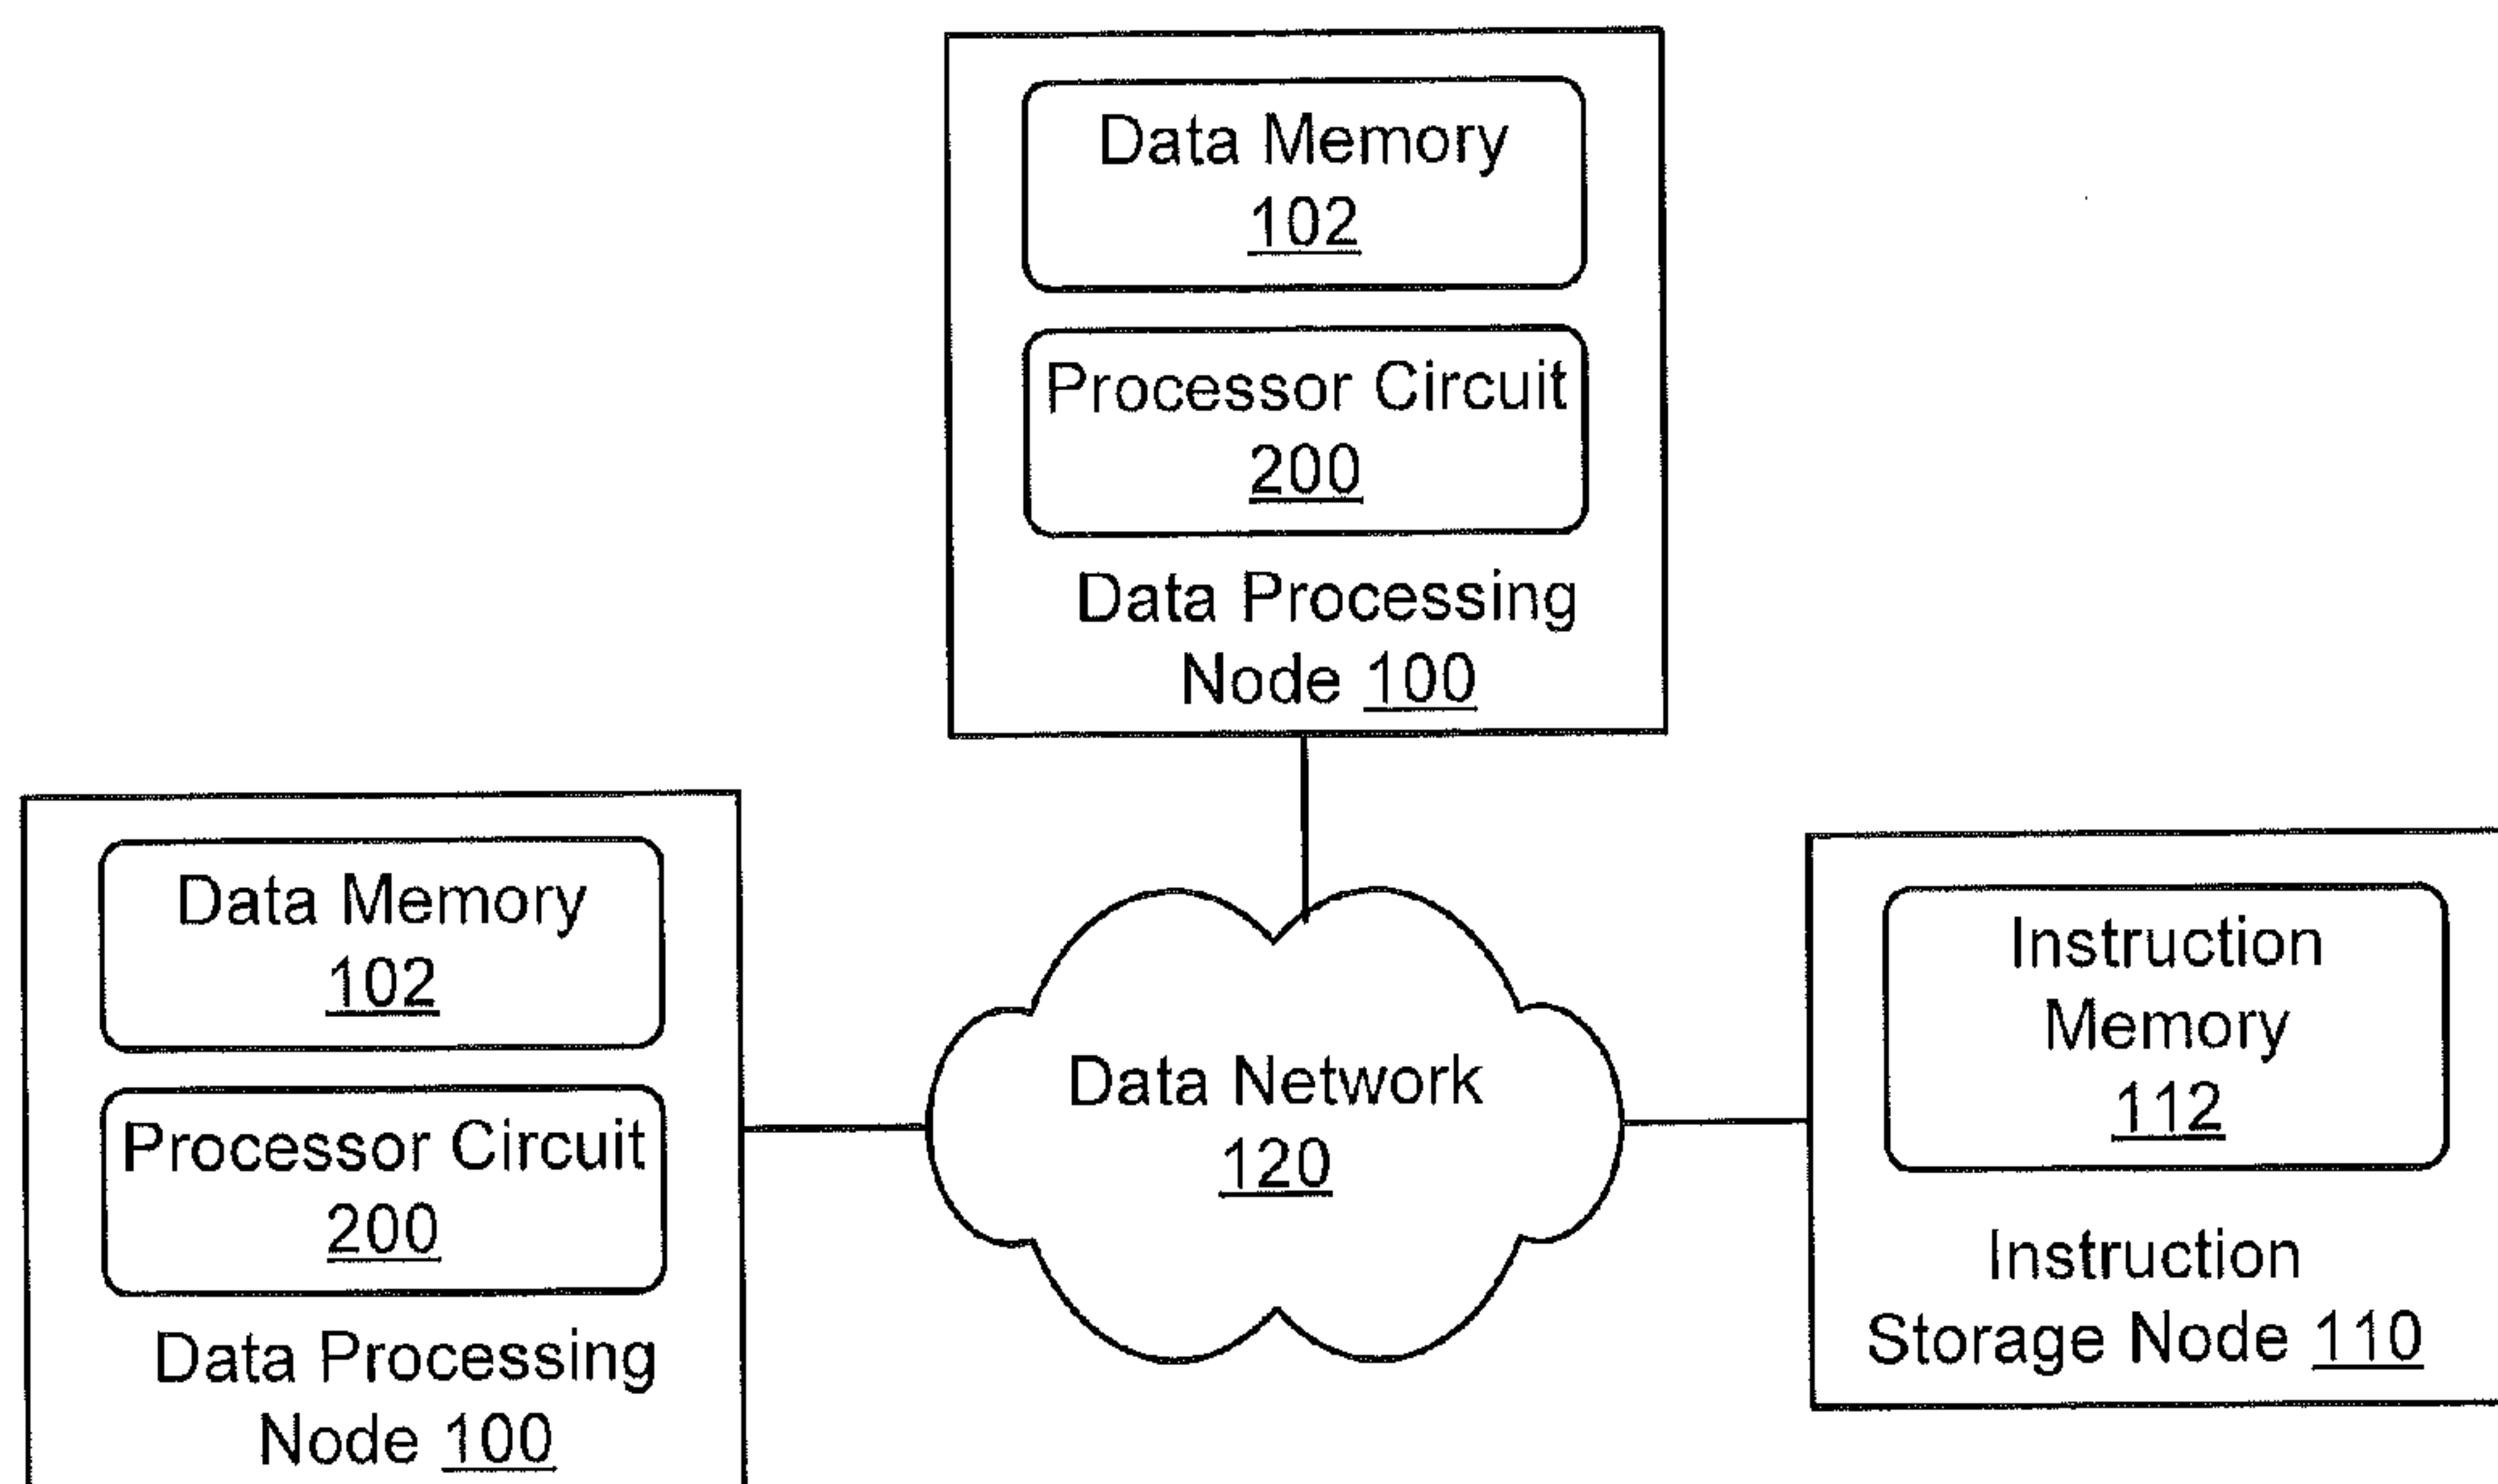 Data Memory
102
Processor Circuit
200
Data Processing
Node 100
Data Memory
102
Processor Circuit
200
Data Processing
Node 100
Data Network
120
Instruction
Memory
112
Instruction
Storage Node 110